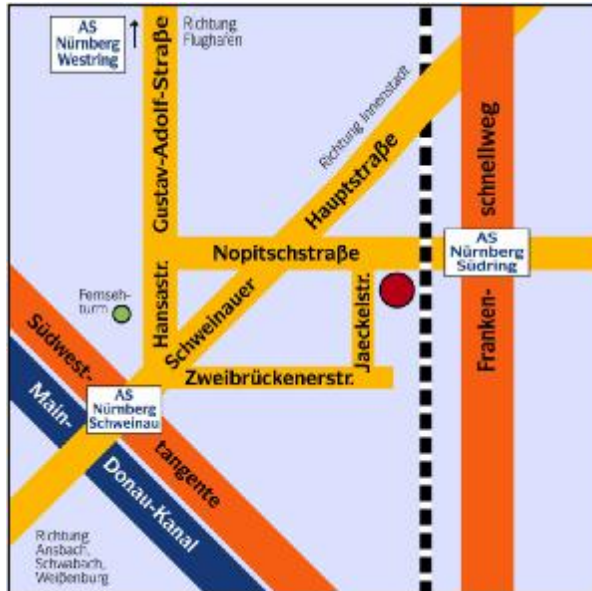 AS
Nürnberg
Westring
Richtung
Flughafen
Gustav-Adolf-Straße
Richtung Innenstadt
Hauptstraße
schnellweg
Nopitschstraße
AS
Nürnberg
Südring
Hansastr.
Schweinauer
Jaeckelstr.
Franken-
Fernseh-
turm
Südwest-
Zweibrückenerstr.
AS
Nürnberg
Schweinau
Main-
tangente
Donau-Kanal
Richtung
Ansbach,
Schwabach,
Weißenburg